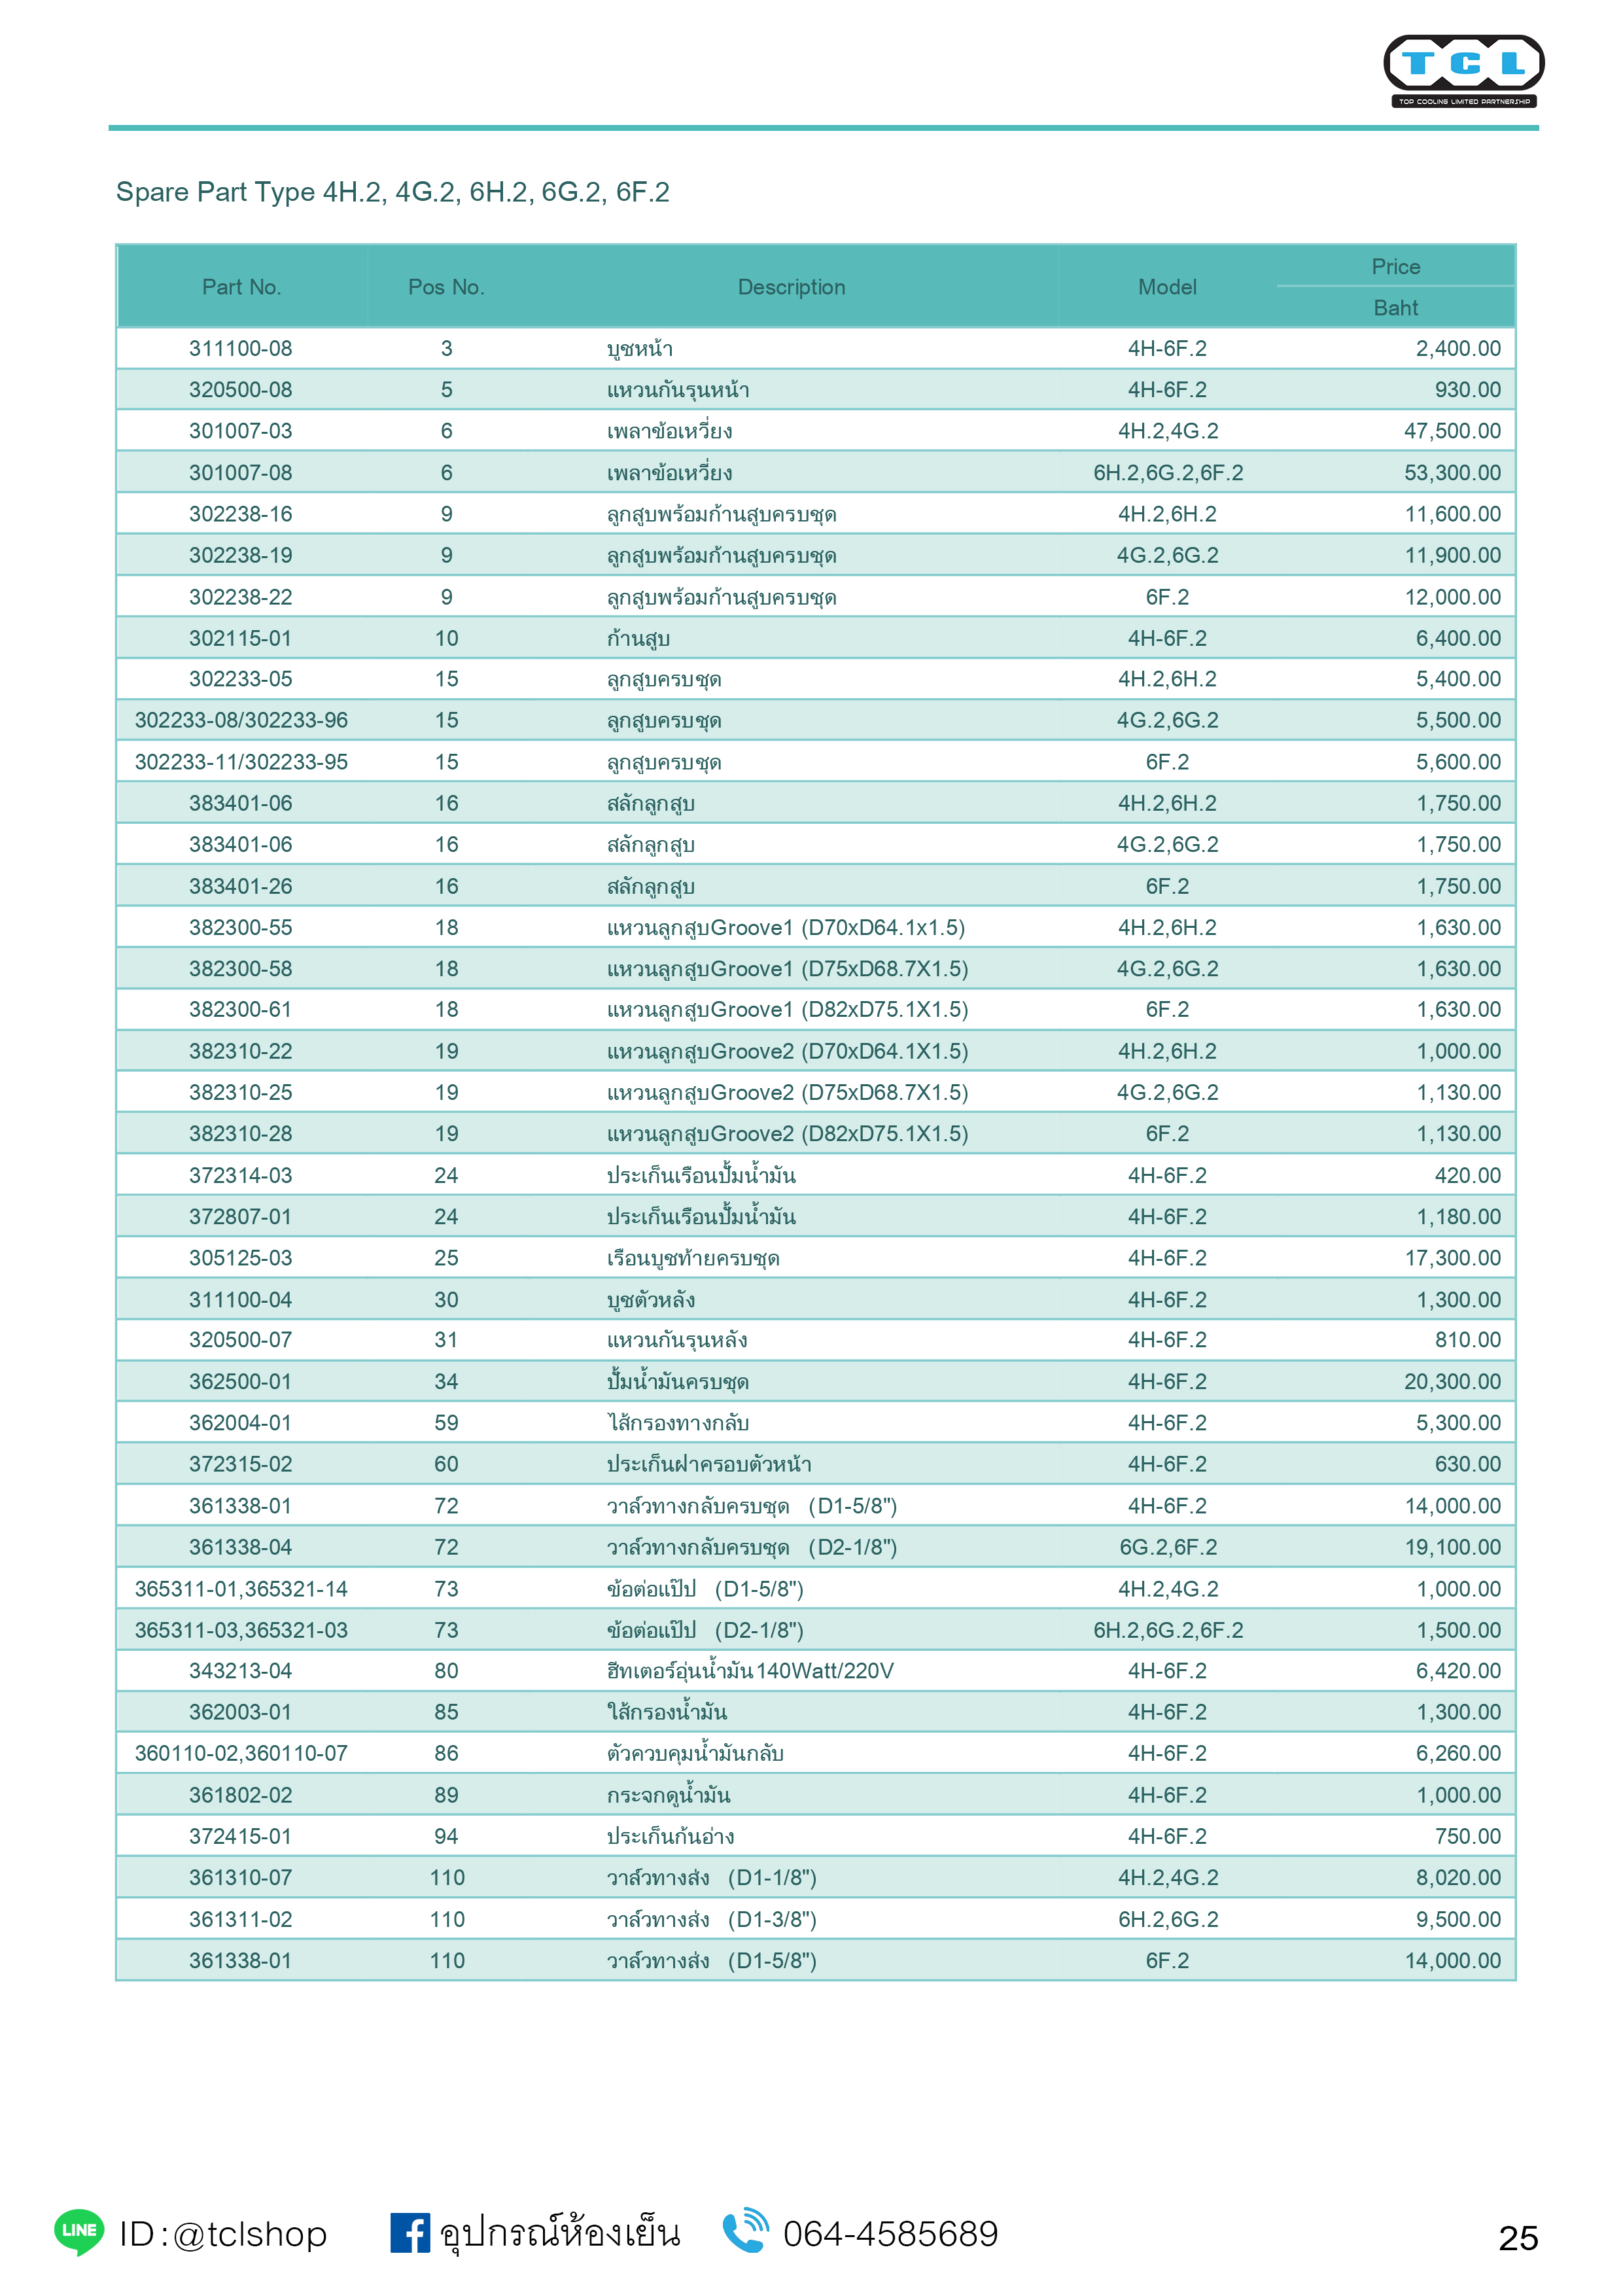 TCL
TOP COOLING LIMITED PARTNERSHIP
Spare Part Type 4H.2, 4G.2, 6H.2, 6G.2, 6F.2
Part No. Pos No. Description Model Price
Baht
311100-08 3 บูชหน้า 4H-6F.2 2,400.00
320500-08 5 แหวนกันรุนหน้า 4H-6F.2 930.00
301007-03 6 เพลาข้อเหวี่ยง 4H.2,4G.2 47,500.00
301007-08 6 เพลาข้อเหวี่ยง 6H.2,6G.2,6F.2 53,300.00
302238-16 9 ลูกสูบพร้อมก้านสูบครบชุด 4H.2,6H.2 11,600.00
302238-19 9 ลูกสูบพร้อมก้านสูบครบชุด 4G.2,6G.2 11,900.00
302238-22 9 ลูกสูบพร้อมก้านสูบครบชุด 6F.2 12,000.00
302115-01 10 ก้านสูบ 4H-6F.2 6,400.00
302233-05 15 ลูกสูบครบชุด 4H.2,6H.2 5,400.00
302233-08/302233-96 15 ลูกสูบครบชุด 4G.2,6G.2 5,500.00
302233-11/302233-95 15 ลูกสูบครบชุด 6F.2 5,600.00
383401-06 16 สลักลูกสูบ 4H.2,6H.2 1,750.00
383401-06 16 สลักลูกสูบ 4G.2,6G.2 1,750.00
383401-26 16 สลักลูกสูบ 6F.2 1,750.00
382300-55 18 แหวนลูกสูบGroove1 (D70xD64.1x1.5) 4H.2,6H.2 1,630.00
382300-58 18 แหวนลูกสูบGroove1 (D75xD68.7X1.5) 4G.2,6G.2 1,630.00
382300-61 18 แหวนลูกสูบGroove1 (D82xD75.1X1.5) 6F.2 1,630.00
382310-22 19 แหวนลูกสูบGroove2 (D70xD64.1X1.5) 4H.2,6H.2 1,000.00
382310-25 19 แหวนลูกสูบGroove2 (D75xD68.7X1.5) 4G.2,6G.2 1,130.00
382310-28 19 แหวนลูกสูบGroove2 (D82xD75.1X1.5) 6F.2 1,130.00
372314-03 24 ประเก็นเรือนปั้มน้ำมัน 4H-6F.2 420.00
372807-01 24 ประเก็นเรือนปั้มน้ำมัน 4H-6F.2 1,180.00
305125-03 25 เรือนบูชท้ายครบชุด 4H-6F.2 17,300.00
311100-04 30 บูชตัวหลัง 4H-6F.2 1,300.00
320500-07 31 แหวนกันรุนหลัง 4H-6F.2 810.00
362500-01 34 ปั้มน้ำมันครบชุด 4H-6F.2 20,300.00
362004-01 59 ไส้กรองทางกลับ 4H-6F.2 5,300.00
372315-02 60 ประเก็นฝาครอบตัวหน้า 4H-6F.2 630.00
361338-01 72 วาล์วทางกลับครบชุด (D1-5/8") 4H-6F.2 14,000.00
361338-04 72 วาล์วทางกลับครบชุด (D2-1/8") 6G.2,6F.2 19,100.00
365311-01,365321-14 73 ข้อต่อแป๊ป (D1-5/8") 4H.2,4G.2 1,000.00
365311-03,365321-03 73 ข้อต่อแป๊ป (D2-1/8") 6H.2,6G.2,6F.2 1,500.00
343213-04 80 ฮีทเตอร์อุ่นน้ำมัน140Watt/220V 4H-6F.2 6,420.00
362003-01 85 ใส้กรองน้ำมัน 4H-6F.2 1,300.00
360110-02,360110-07 86 ตัวควบคุมน้ำมันกลับ 4H-6F.2 6,260.00
361802-02 89 กระจกดูน้ำมัน 4H-6F.2 1,000.00
372415-01 94 ประเก็นก้นอ่าง 4H-6F.2 750.00
361310-07 110 วาล์วทางส่ง (D1-1/8") 4H.2,4G.2 8,020.00
361311-02 110 วาล์วทางส่ง (D1-3/8") 6H.2,6G.2 9,500.00
361338-01 110 วาล์วทางส่ง (D1-5/8") 6F.2 14,000.00
LINE ID:@tclshop f อุปกรณ์ห้องเย็น 064-4585689 25